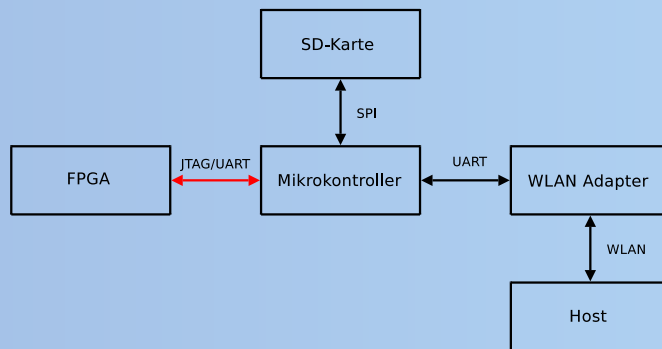 SD-Karte
SPI
FPGA
JTAG/UART
Mikrokontroller
UART
WLAN Adapter
WLAN
Host